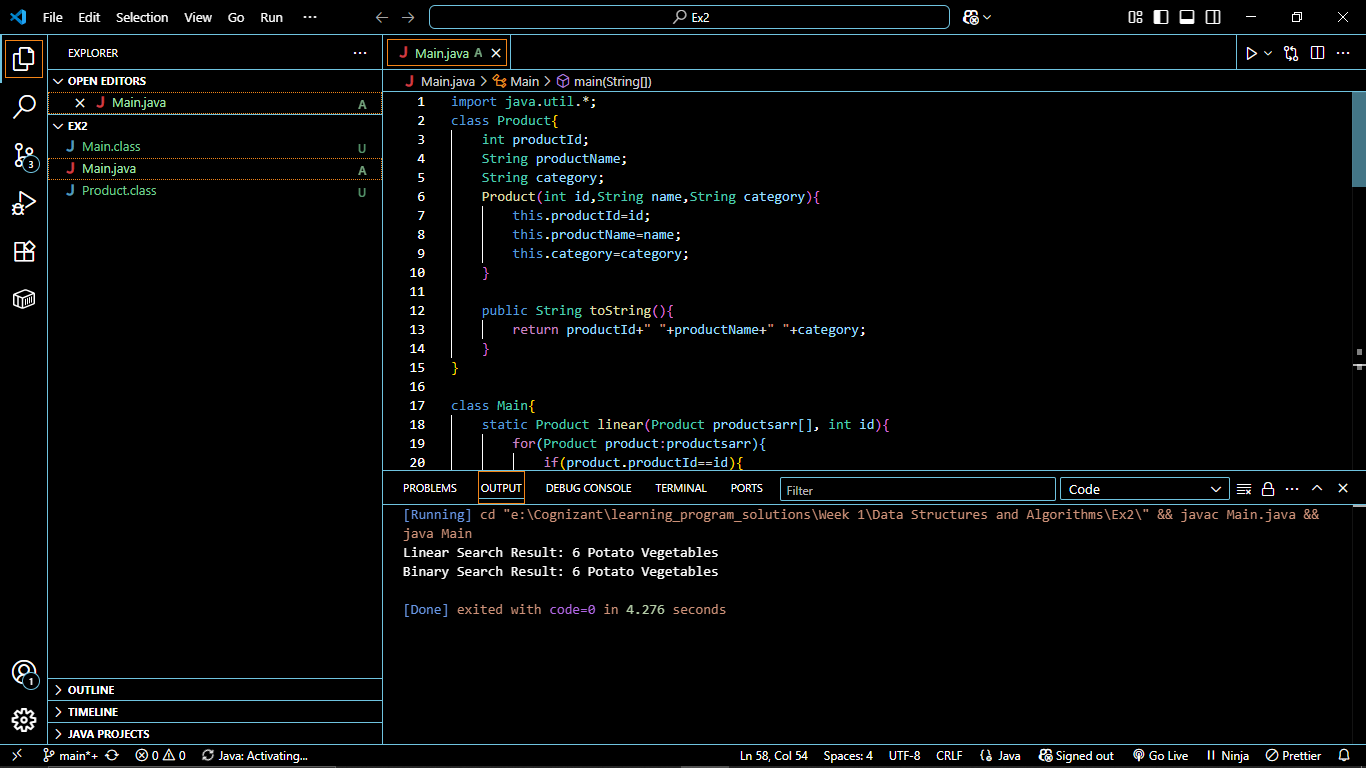 File Edit Selection View Go Run ···
Ex2
EXPLORER
OPEN EDITORS
Main.java A
EX2
Main.class U
Main.java A
Product.class U
OUTLINE
TIMELINE
JAVA PROJECTS
3
1
Main.java A
Main.java > Main > main(String[])
1 import java.util.*;
2 class Product{
3 int productId;
4 String productName;
5 String category;
6 Product(int id,String name,String category){
7 this.productId=id;
8 this.productName=name;
9 this.category=category;
10 }
11
12 public String toString(){
13 return productId+" "+productName+" "+category;
14 }
15 }
16
17 class Main{
18 static Product linear(Product productsarr[], int id){
19 for(Product product:productsarr){
20 if(product.productId==id){
PROBLEMS OUTPUT DEBUG CONSOLE TERMINAL PORTS Filter Code
[Running] cd "e:\Cognizant\learning_program_solutions\Week 1\Data Structures and Algorithms\Ex2\" && javac Main.java &&
java Main
Linear Search Result: 6 Potato Vegetables
Binary Search Result: 6 Potato Vegetables
[Done] exited with code=0 in 4.276 seconds
main*+ 0 0 Java: Activating... Ln 58, Col 54 Spaces: 4 UTF-8 CRLF {} Java Signed out Go Live Ninja Prettier